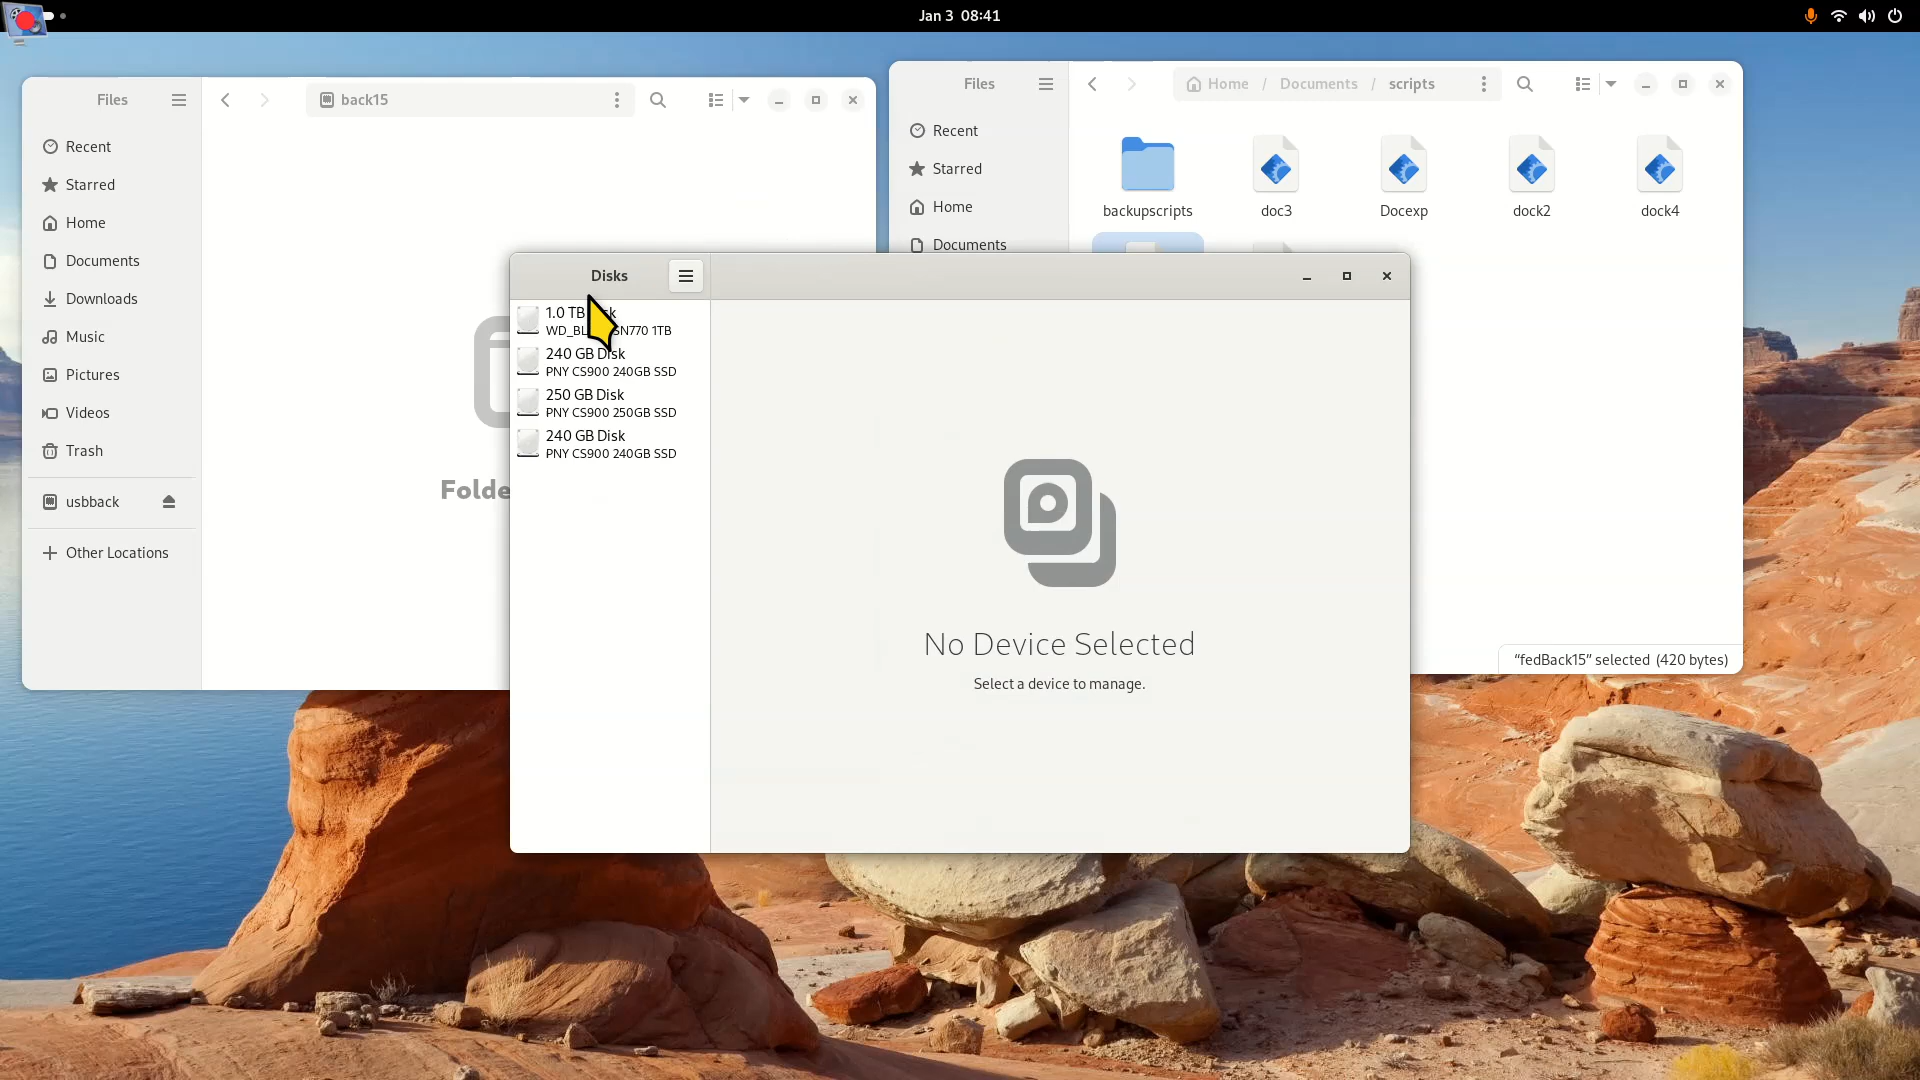 Jan 3 08:41
Files
back15
Recent
Starred
Home
Documents
Downloads
Music
Pictures
Videos
Trash
usbback
Other Locations
Files
Home / Documents / scripts
Recent
Starred
Home
Documents
backupscripts
doc3
Docexp
dock2
dock4
"fedBack15" selected (420 bytes)
Disks
1.0 TB
SN770 1TB
240 GB Disk
PNY CS900 240GB SSD
250 GB Disk
PNY CS900 250GB SSD
240 GB Disk
PNY CS900 240GB SSD
No Device Selected
Select a device to manage.